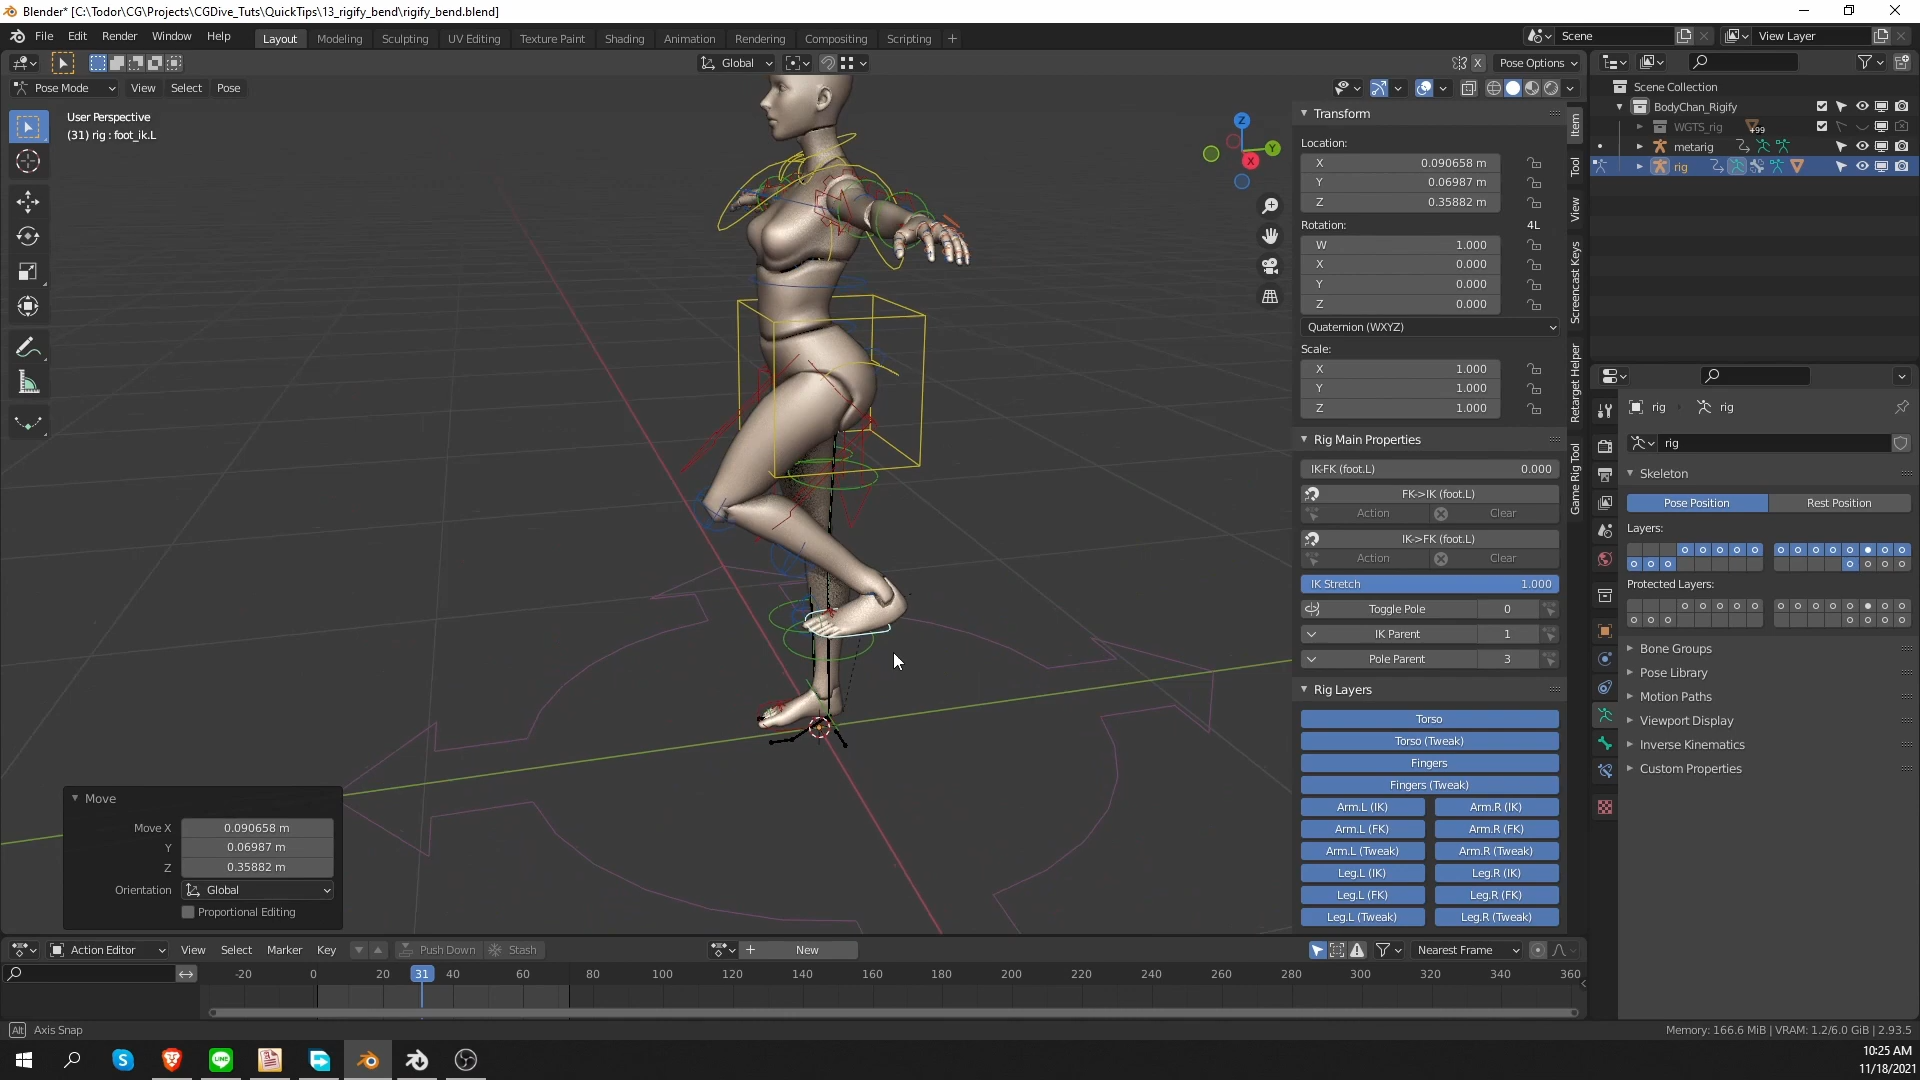 Blender* [C:\Todor\CG\Projects\CGDive_Tuts\QuickTips\13_rigify_bend\rigify_bend.blend]
File Edit Render Window Help
Layout Modeling Sculpting UV Editing Texture Paint Shading Animation Rendering Compositing Scripting +
Scene
View Layer
Global
X
Pose Options
Pose Mode View Select Pose
User Perspective
(31) rig : foot_ik.L
Z
Y
X
Transform
Location:
X 0.090658 m
Y 0.06987 m
Z 0.35882 m
Rotation: 4L
W 1.000
X 0.000
Y 0.000
Z 0.000
Quaternion (WXYZ)
Scale:
X 1.000
Y 1.000
Z 1.000
Rig Main Properties
IK-FK (foot.L) 0.000
FK->IK (foot.L)
Action Clear
IK->FK (foot.L)
Action Clear
IK Stretch 1.000
Toggle Pole 0
IK Parent 1
Pole Parent 3
Rig Layers
Torso
Torso (Tweak)
Fingers
Fingers (Tweak)
Arm.L (IK) Arm.R (IK)
Arm.L (FK) Arm.R (FK)
Arm.L (Tweak) Arm.R (Tweak)
Leg.L (IK) Leg.R (IK)
Leg.L (FK) Leg.R (FK)
Leg.L (Tweak) Leg.R (Tweak)
Item
Tool
View
Screencast Keys
Retarget Helper
Game Rig Tool
Scene Collection
BodyChan_Rigify
WGTS_rig +99
metarig
rig
rig rig
rig
Skeleton
Pose Position Rest Position
Layers:
Protected Layers:
Bone Groups
Pose Library
Motion Paths
Viewport Display
Inverse Kinematics
Custom Properties
Move
Move X 0.090658 m
Y 0.06987 m
Z 0.35882 m
Orientation Global
Proportional Editing
Action Editor View Select Marker Key Push Down Stash + New Nearest Frame
-20 0 20 31 40 60 80 100 120 140 160 180 200 220 240 260 280 300 320 340 360
Alt Axis Snap
Memory: 166.6 MiB | VRAM: 1.2/6.0 GiB | 2.93.5
10:25 AM
11/18/2021